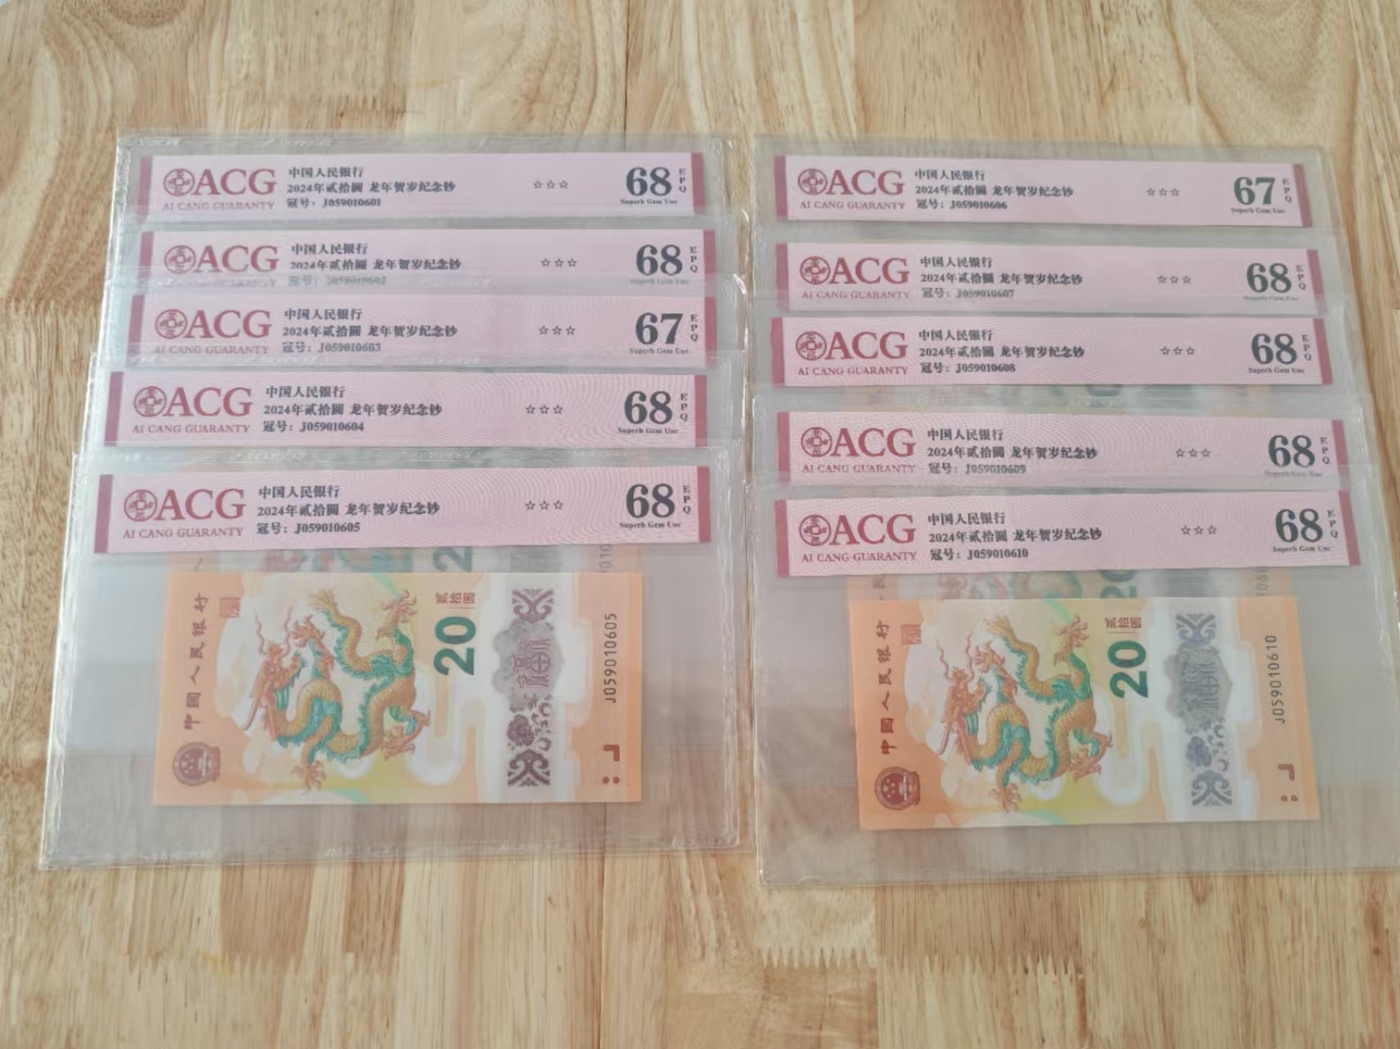 ACG
AI CANG GUARANTY
中国人民银行
2024年贰拾圆 龙年贺岁纪念钞
冠号：J059010601
☆☆☆
68
EPQ
Superb Gem Unc
ACG
中国人民银行
2024年贰拾圆 龙年贺岁纪念钞
冠号：J059010602
☆☆☆
68
EPQ
Superb Gem Unc
ACG
AI CANG GUARANTY
中国人民银行
2024年贰拾圆 龙年贺岁纪念钞
冠号：J059010603
☆☆☆
67
EPQ
Superb Gem Unc
ACG
AI CANG GUARANTY
中国人民银行
2024年贰拾圆 龙年贺岁纪念钞
冠号：J059010604
☆☆☆
68
EPQ
Superb Gem Unc
ACG
AI CANG GUARANTY
中国人民银行
2024年贰拾圆 龙年贺岁纪念钞
冠号：J059010605
☆☆☆
68
EPQ
Superb Gem Unc
中國人民銀行
20
贰拾圆
J059010605
ACG
AI CANG GUARANTY
中国人民银行
2024年贰拾圆 龙年贺岁纪念钞
冠号：J059010606
☆☆☆
67
EPQ
Superb Gem Unc
ACG
AI CANG GUARANTY
中国人民银行
2024年贰拾圆 龙年贺岁纪念钞
冠号：J059010607
☆☆☆
68
EPQ
Superb Gem Unc
ACG
AI CANG GUARANTY
中国人民银行
2024年贰拾圆 龙年贺岁纪念钞
冠号：J059010608
☆☆☆
68
EPQ
Superb Gem Unc
ACG
AI CANG GUARANTY
中国人民银行
2024年贰拾圆 龙年贺岁纪念钞
冠号：J059010609
☆☆☆
68
EPQ
Superb Gem Unc
ACG
AI CANG GUARANTY
中国人民银行
2024年贰拾圆 龙年贺岁纪念钞
冠号：J059010610
☆☆☆
68
EPQ
Superb Gem Unc
中國人民銀行
20
贰拾圆
J059010610